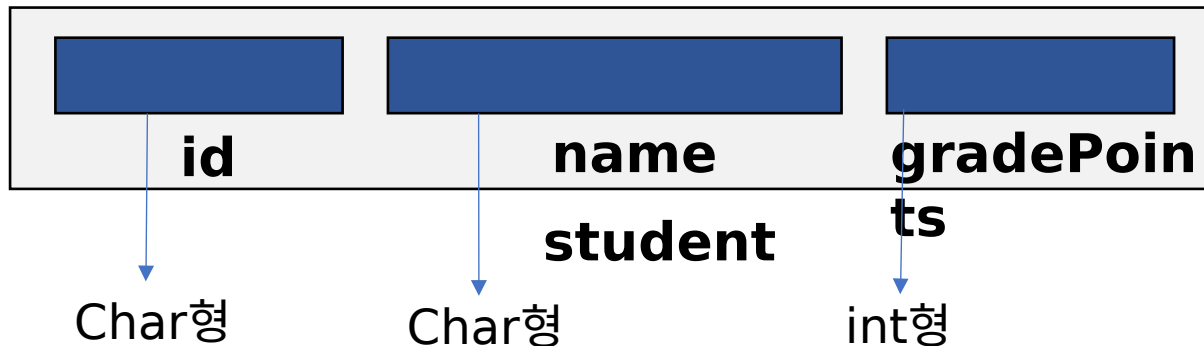 id
name
gradePoin
ts
student
Char형
Char형
int형